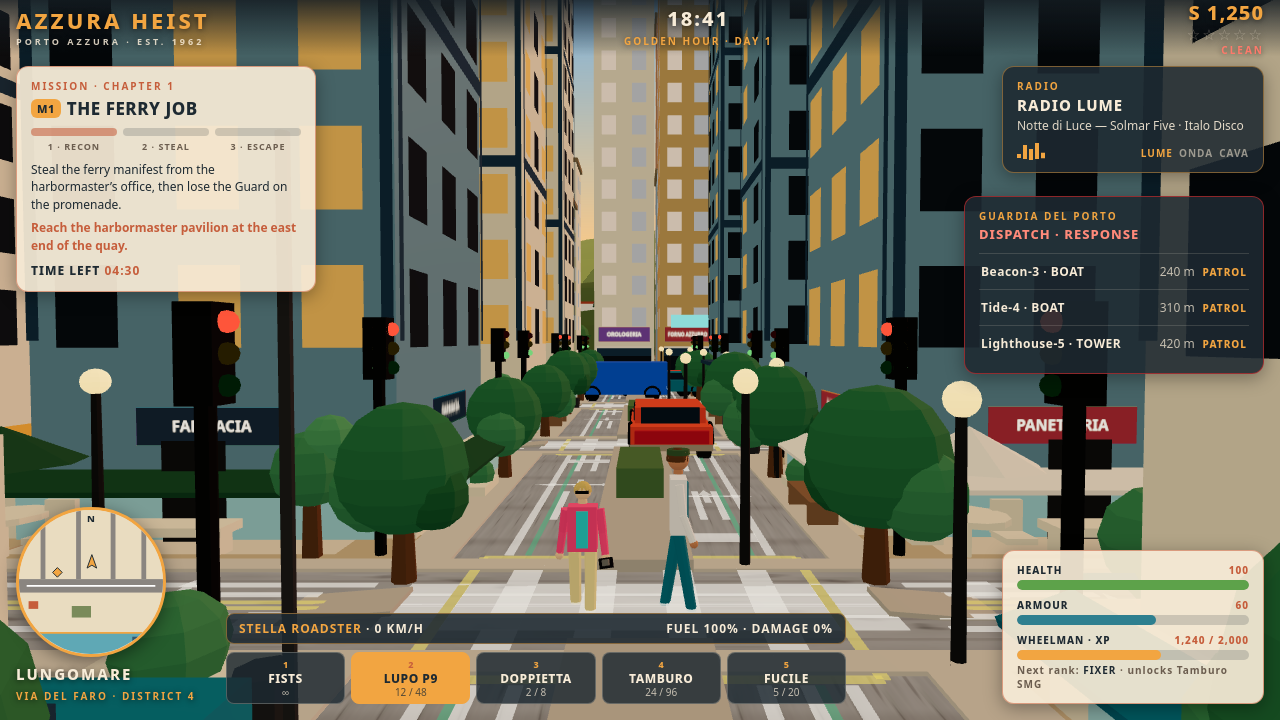 AZZURA HEIST
PORTO AZZURA · EST. 1962
18:41
GOLDEN HOUR · DAY 1
$ 1,250
☆☆☆☆☆
CLEAN
MISSION · CHAPTER 1
M1 THE FERRY JOB
1 · RECON 2 · STEAL 3 · ESCAPE
Steal the ferry manifest from the
harbormaster’s office, then lose the Guard on
the promenade.
Reach the harbormaster pavilion at the east
end of the quay.
TIME LEFT 04:30
RADIO
RADIO LUME
Notte di Luce — Solmar Five · Italo Disco
LUME ONDA CAVA
GUARDIA DEL PORTO
DISPATCH · RESPONSE
Beacon-3 · BOAT 240 m PATROL
Tide-4 · BOAT 310 m PATROL
Lighthouse-5 · TOWER 420 m PATROL
OROLOGERIA
FORNO AZZURRO
FARMACIA
PANETTERIA
N
LUNGOMARE
VIA DEL FARO · DISTRICT 4
STELLA ROADSTER · 0 KM/H FUEL 100% · DAMAGE 0%
1
FISTS
∞
2
LUPO P9
12 / 48
3
DOPPIETTA
2 / 8
4
TAMBURO
24 / 96
5
FUCILE
5 / 20
HEALTH 100
ARMOUR 60
WHEELMAN · XP 1,240 / 2,000
Next rank: FIXER · unlocks Tamburo
SMG